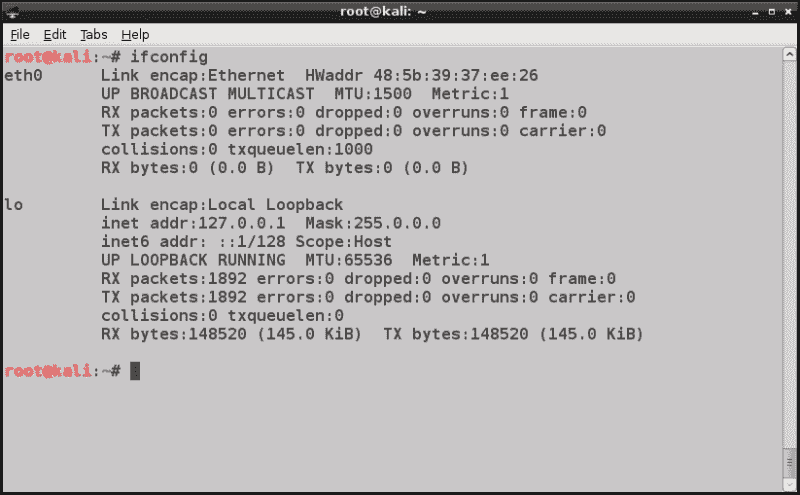 root@kali: ~
File Edit Tabs Help
root@kali:~# ifconfig
eth0      Link encap:Ethernet  HWaddr 48:5b:39:37:ee:26
          UP BROADCAST MULTICAST  MTU:1500  Metric:1
          RX packets:0 errors:0 dropped:0 overruns:0 frame:0
          TX packets:0 errors:0 dropped:0 overruns:0 carrier:0
          collisions:0 txqueuelen:1000
          RX bytes:0 (0.0 B)  TX bytes:0 (0.0 B)

lo        Link encap:Local Loopback
          inet addr:127.0.0.1  Mask:255.0.0.0
          inet6 addr: ::1/128 Scope:Host
          UP LOOPBACK RUNNING  MTU:65536  Metric:1
          RX packets:1892 errors:0 dropped:0 overruns:0 frame:0
          TX packets:1892 errors:0 dropped:0 overruns:0 carrier:0
          collisions:0 txqueuelen:0
          RX bytes:148520 (145.0 KiB)  TX bytes:148520 (145.0 KiB)

root@kali:~#